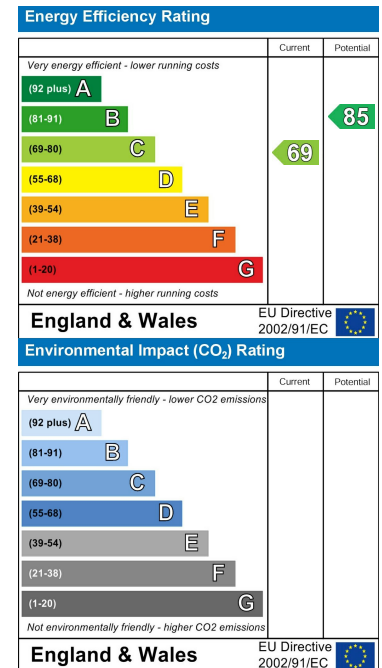 Energy Efficiency Rating
Current Potential
Very energy efficient - lower running costs
(92 plus) A
(81-91) B
85
(69-80) C
69
(55-68) D
(39-54) E
(21-38) F
(1-20) G
Not energy efficient - higher running costs
England & Wales
EU Directive
2002/91/EC
Environmental Impact (CO₂) Rating
Current Potential
Very environmentally friendly - lower CO2 emissions
(92 plus) A
(81-91) B
(69-80) C
(55-68) D
(39-54) E
(21-38) F
(1-20) G
Not environmentally friendly - higher CO2 emissions
England & Wales
EU Directive
2002/91/EC